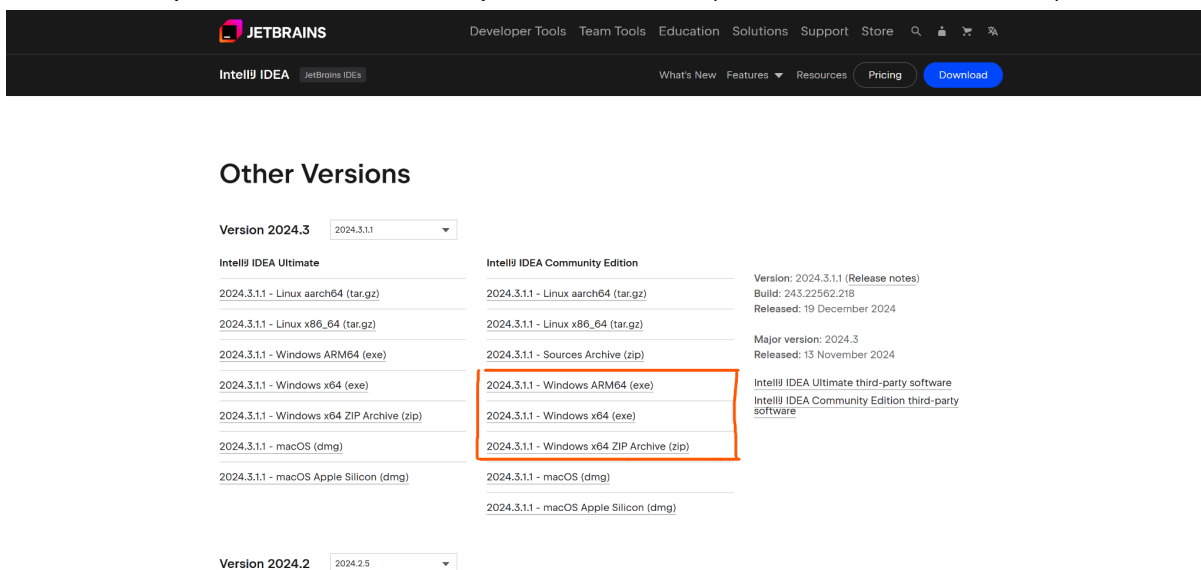 JETBRAINS
Developer Tools Team Tools Education Solutions Support Store
IntelliJ IDEA JetBrains IDEs
What's New Features Resources Pricing Download
Other Versions
Version 2024.3 2024.3.1.1
IntelliJ IDEA Ultimate
2024.3.1.1 - Linux aarch64 (tar.gz)
2024.3.1.1 - Linux x86_64 (tar.gz)
2024.3.1.1 - Windows ARM64 (exe)
2024.3.1.1 - Windows x64 (exe)
2024.3.1.1 - Windows x64 ZIP Archive (zip)
2024.3.1.1 - macOS (dmg)
2024.3.1.1 - macOS Apple Silicon (dmg)
IntelliJ IDEA Community Edition
2024.3.1.1 - Linux aarch64 (tar.gz)
2024.3.1.1 - Linux x86_64 (tar.gz)
2024.3.1.1 - Sources Archive (zip)
2024.3.1.1 - Windows ARM64 (exe)
2024.3.1.1 - Windows x64 (exe)
2024.3.1.1 - Windows x64 ZIP Archive (zip)
2024.3.1.1 - macOS (dmg)
2024.3.1.1 - macOS Apple Silicon (dmg)
Version: 2024.3.1.1 (Release notes)
Build: 243.22562.218
Released: 19 December 2024
Major version: 2024.3
Released: 13 November 2024
IntelliJ IDEA Ultimate third-party software
IntelliJ IDEA Community Edition third-party
software
Version 2024.2 2024.2.5